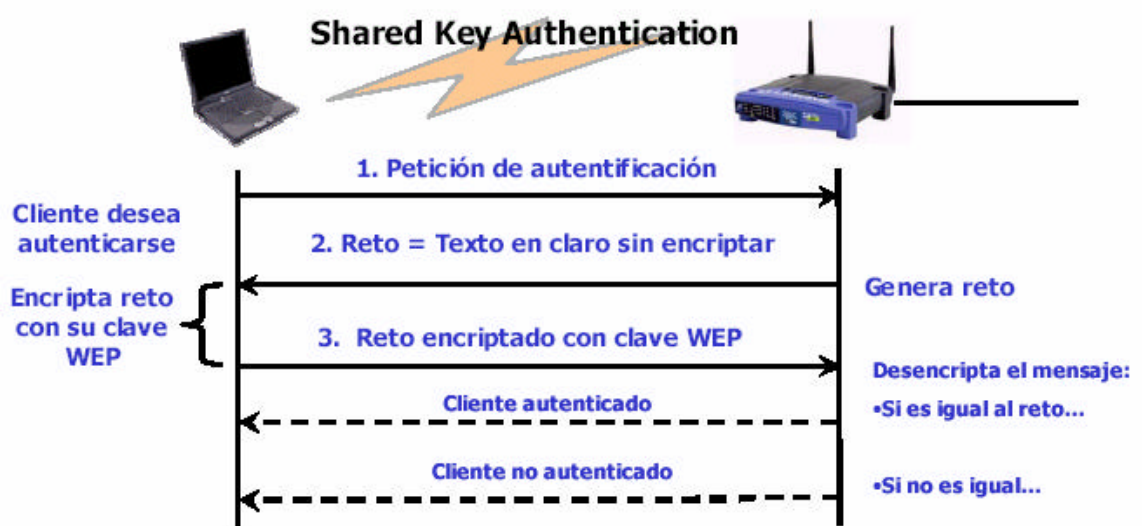 Shared Key Authentication
1. Petición de autentificación
Cliente desea
autenticarse
2. Reto = Texto en claro sin encriptar
Genera reto
Encripta reto
con su clave
WEP
3. Reto encriptado con clave WEP
Desencripta el mensaje:
Cliente autenticado
•Si es igual al reto...
Cliente no autenticado
•Si no es igual...